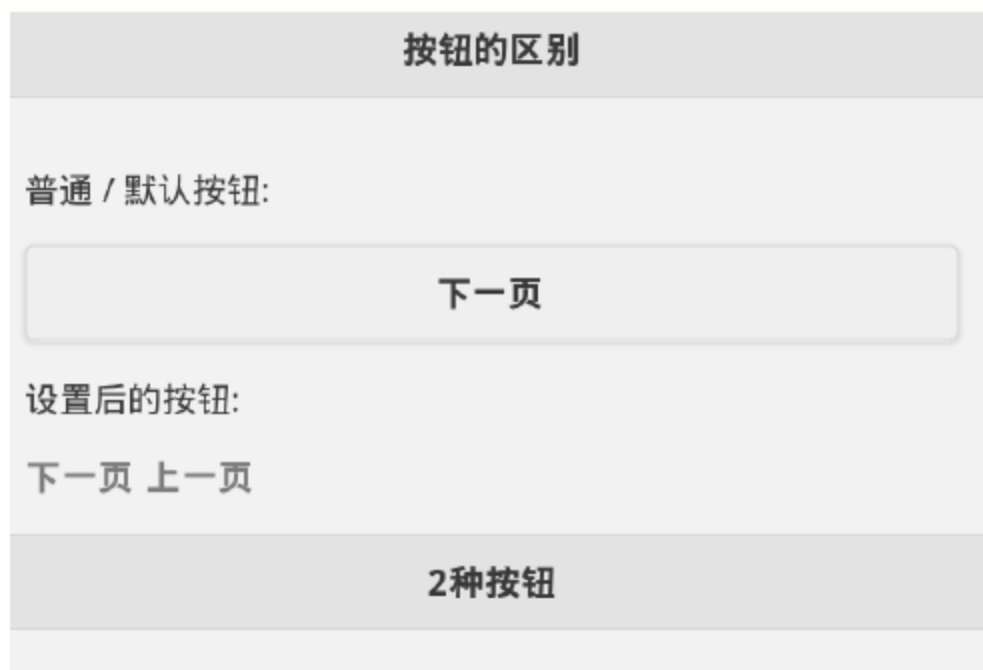 按钮的区别
普通 / 默认按钮:
下一页
设置后的按钮:
下一页 上一页
2种按钮